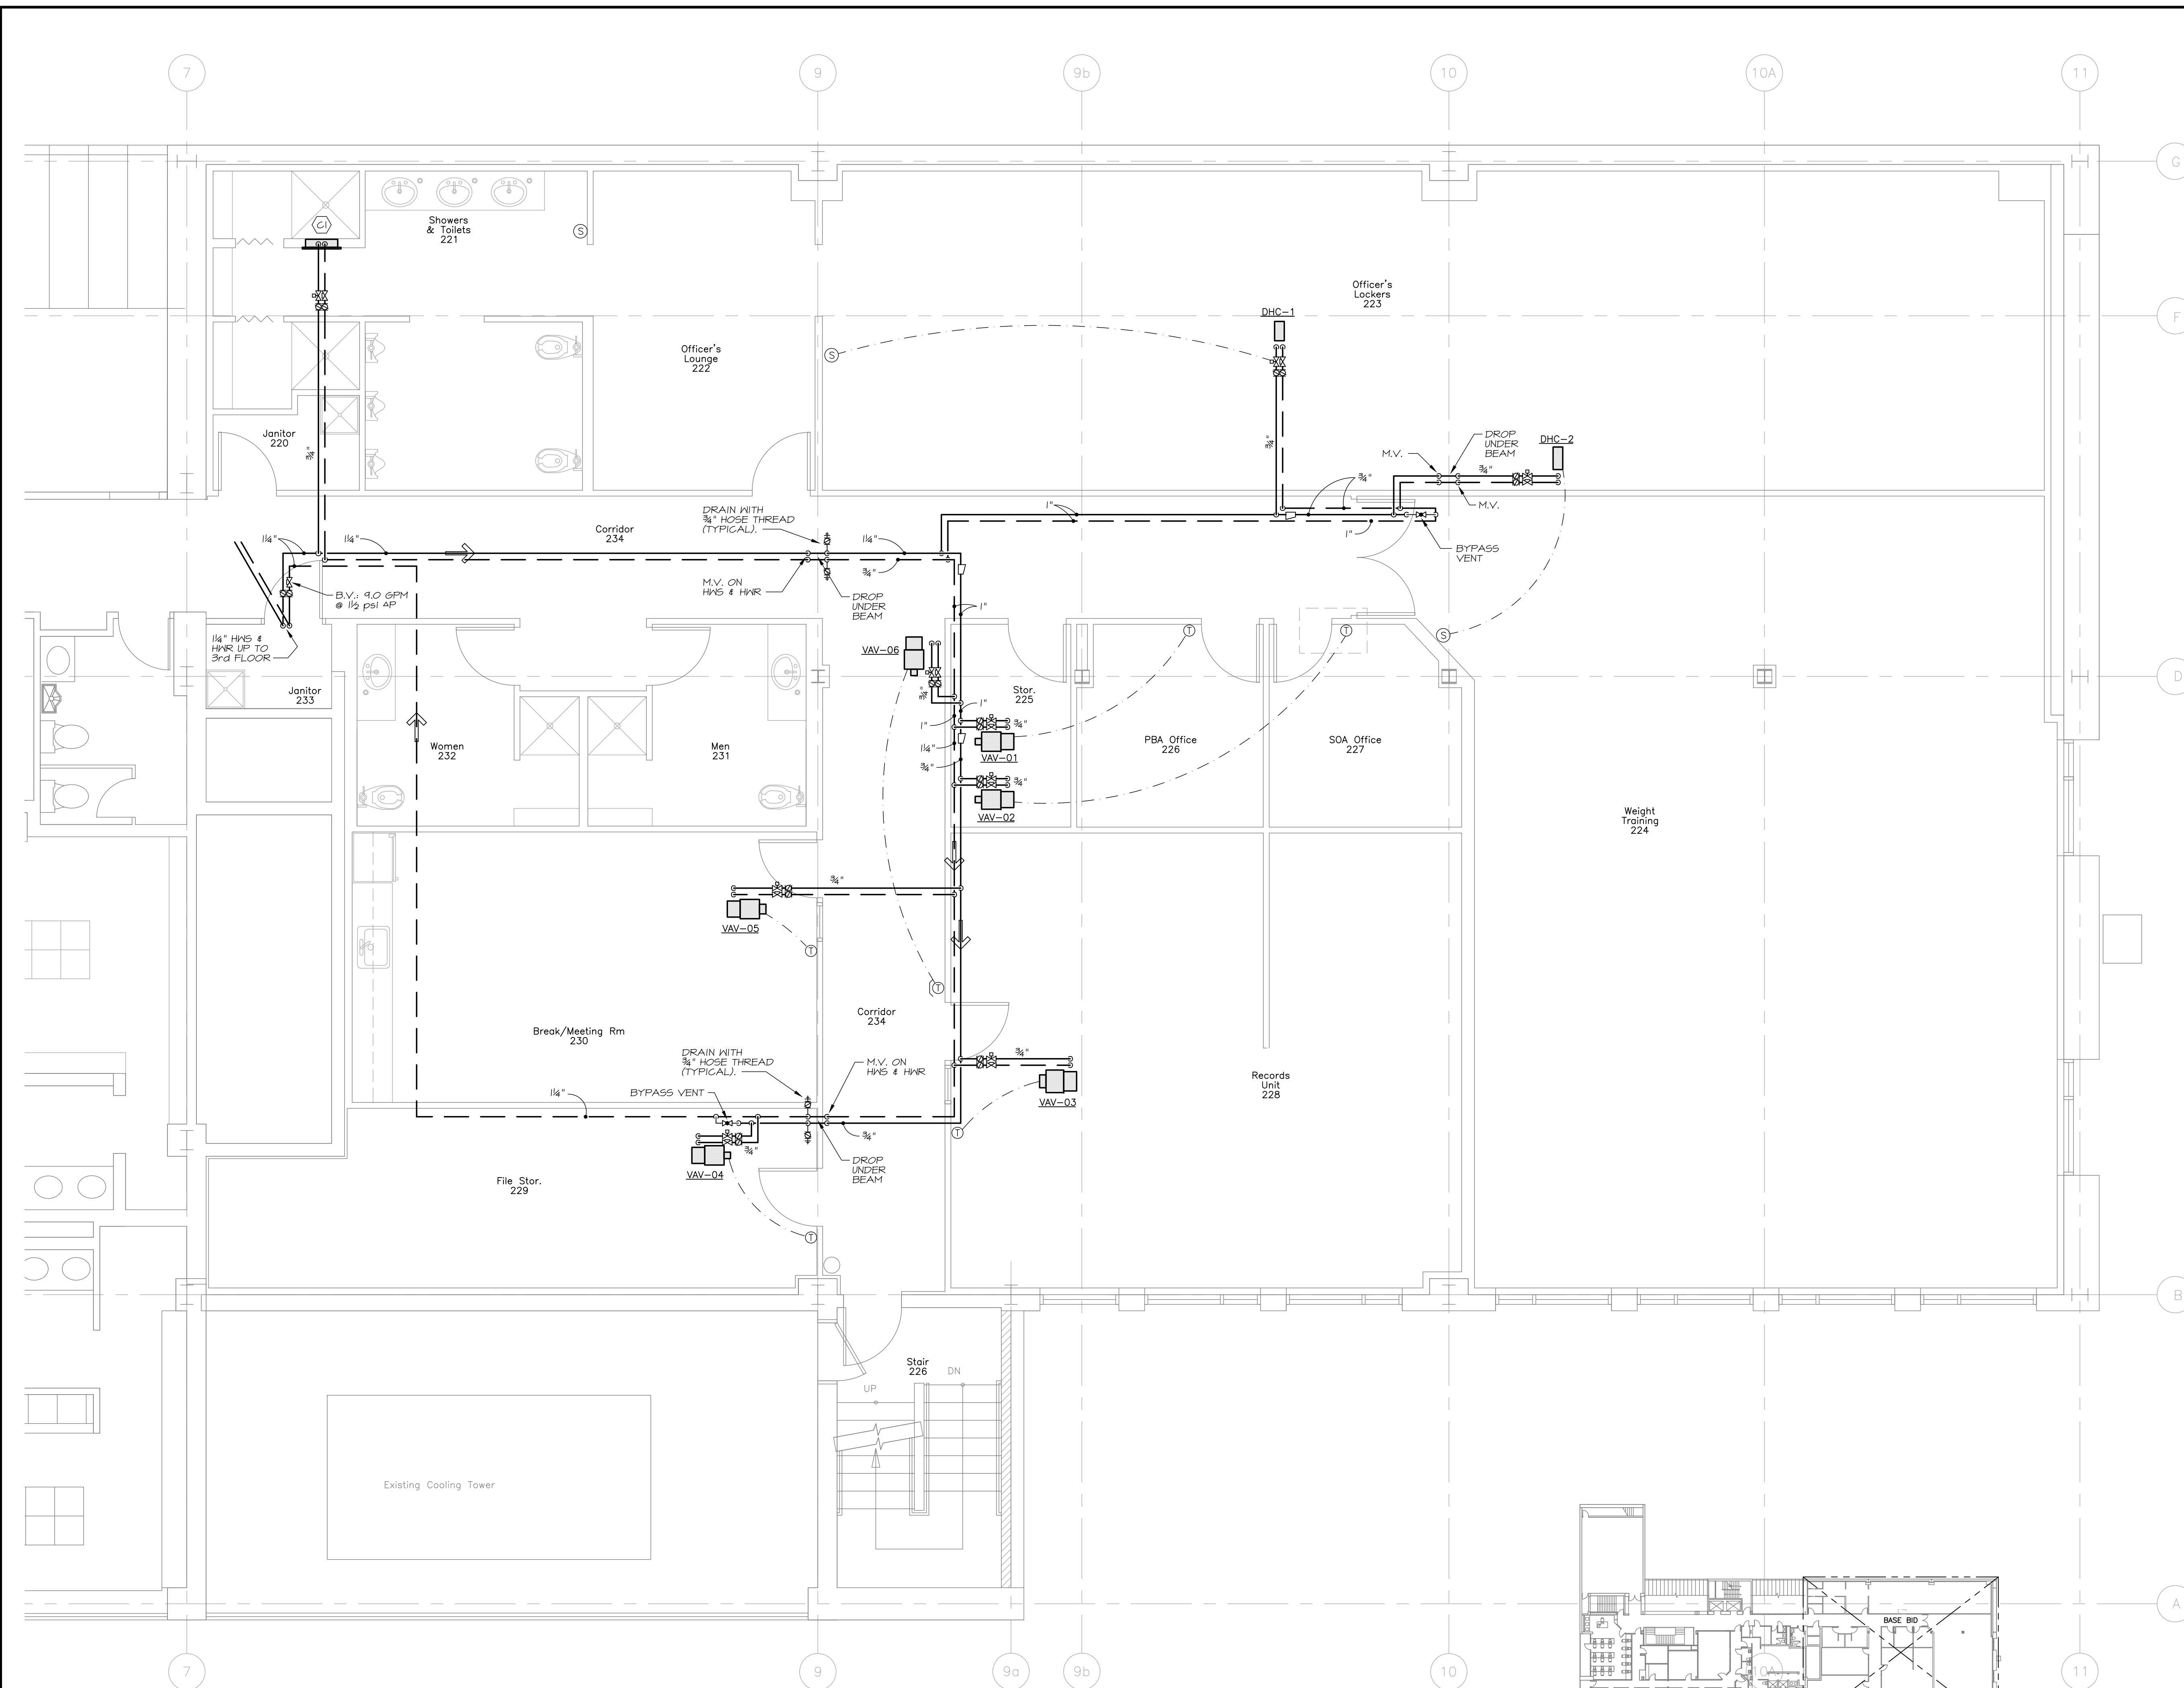 7
9
9b
10
10A
11
G
C1
Showers
& Toilets
221
S
Officer's
Lockers
223
F
DHC-1
Officer's
Lounge
222
S
Janitor
220
3/4"
3/4"
DROP
UNDER
BEAM
DHC-2
M.V.
3/4"
3/4"
M.V.
1"
1"
BYPASS
VENT
DRAIN WITH
3/4" HOSE THREAD
(TYPICAL).
Corridor
234
1¼"
1¼"
1¼"
3/4"
M.V. ON
HWS & HWR
DROP
UNDER
BEAM
B.V.: 9.0 GPM
@ 1½ psi ΔP
1¼" HWS &
HWR UP TO
3rd FLOOR
1"
T
T
S
VAV-06
D
Janitor
233
3/4"
Stor.
225
1"
1"
3/4"
Women
232
Men
231
1¼"
VAV-01
PBA Office
226
SOA Office
227
3/4"
3/4"
VAV-02
Weight
Training
224
3/4"
VAV-05
T
T
Corridor
234
Break/Meeting Rm
230
DRAIN WITH
3/4" HOSE THREAD
(TYPICAL).
M.V. ON
HWS & HWR
3/4"
Records
Unit
228
1¼"
BYPASS VENT
VAV-03
T
3/4"
3/4"
VAV-04
DROP
UNDER
BEAM
File Stor.
229
T
B
Stair
226
DN
UP
Existing Cooling Tower
A
BASE BID
7
9
9a
9b
10
10A
11